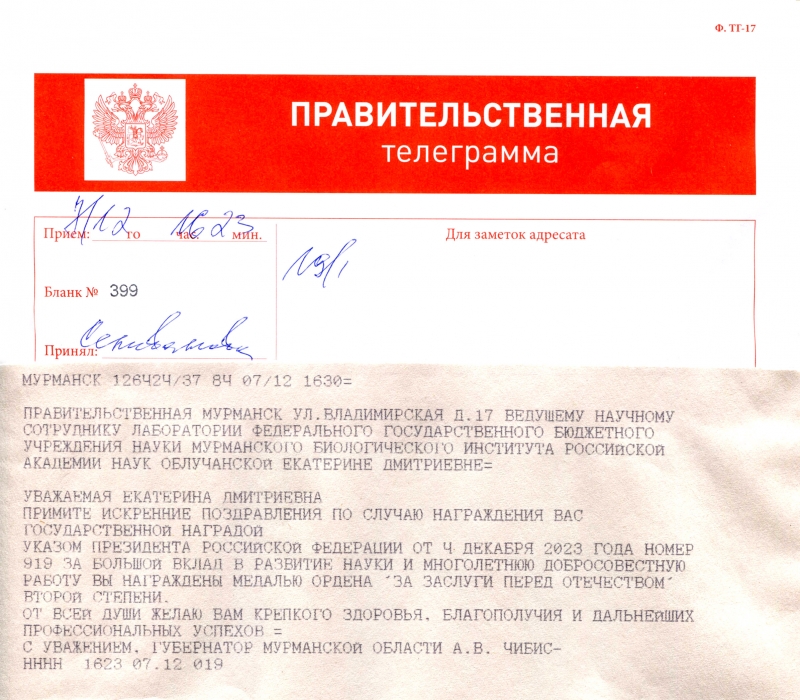 Ф. ТГ-17
ПРАВИТЕЛЬСТВЕННАЯ
телеграмма
Прием: 7/12 го 16 час. 23 мин.
Для заметок адресата
Бланк № 399
Принял:
МУРМАНСК 126Ч2Ч/37 8Ч 07/12 1630=
ПРАВИТЕЛЬСТВЕННАЯ МУРМАНСК УЛ.ВЛАДИМИРСКАЯ Д.17 ВЕДУЩЕМУ НАУЧНОМУ
СОТРУДНИКУ ЛАБОРАТОРИИ ФЕДЕРАЛЬНОГО ГОСУДАРСТВЕННОГО БЮДЖЕТНОГО
УЧРЕЖДЕНИЯ НАУКИ МУРМАНСКОГО БИОЛОГИЧЕСКОГО ИНСТИТУТА РОССИЙСКОЙ
АКАДЕМИИ НАУК ОБЛУЧАНСКОЙ ЕКАТЕРИНЕ ДМИТРИЕВНЕ=
УВАЖАЕМАЯ ЕКАТЕРИНА ДМИТРИЕВНА
ПРИМИТЕ ИСКРЕННИЕ ПОЗДРАВЛЕНИЯ ПО СЛУЧАЮ НАГРАЖДЕНИЯ ВАС
ГОСУДАРСТВЕННОЙ НАГРАДОЙ
УКАЗОМ ПРЕЗИДЕНТА РОССИЙСКОЙ ФЕДЕРАЦИИ ОТ Ч ДЕКАБРЯ 2023 ГОДА НОМЕР
919 ЗА БОЛЬШОЙ ВКЛАД В РАЗВИТИЕ НАУКИ И МНОГОЛЕТНЮЮ ДОБРОСОВЕСТНУЮ
РАБОТУ ВЫ НАГРАЖДЕНЫ МЕДАЛЬЮ ОРДЕНА ´ЗА ЗАСЛУГИ ПЕРЕД ОТЕЧЕСТВОМ´
ВТОРОЙ СТЕПЕНИ.
ОТ ВСЕЙ ДУШИ ЖЕЛАЮ ВАМ КРЕПКОГО ЗДОРОВЬЯ, БЛАГОПОЛУЧИЯ И ДАЛЬНЕЙШИХ
ПРОФЕССИОНАЛЬНЫХ УСПЕХОВ =
С УВАЖЕНИЕМ, ГУБЕРНАТОР МУРМАНСКОЙ ОБЛАСТИ А.В. ЧИБИС-
НННН 1623 07.12 019